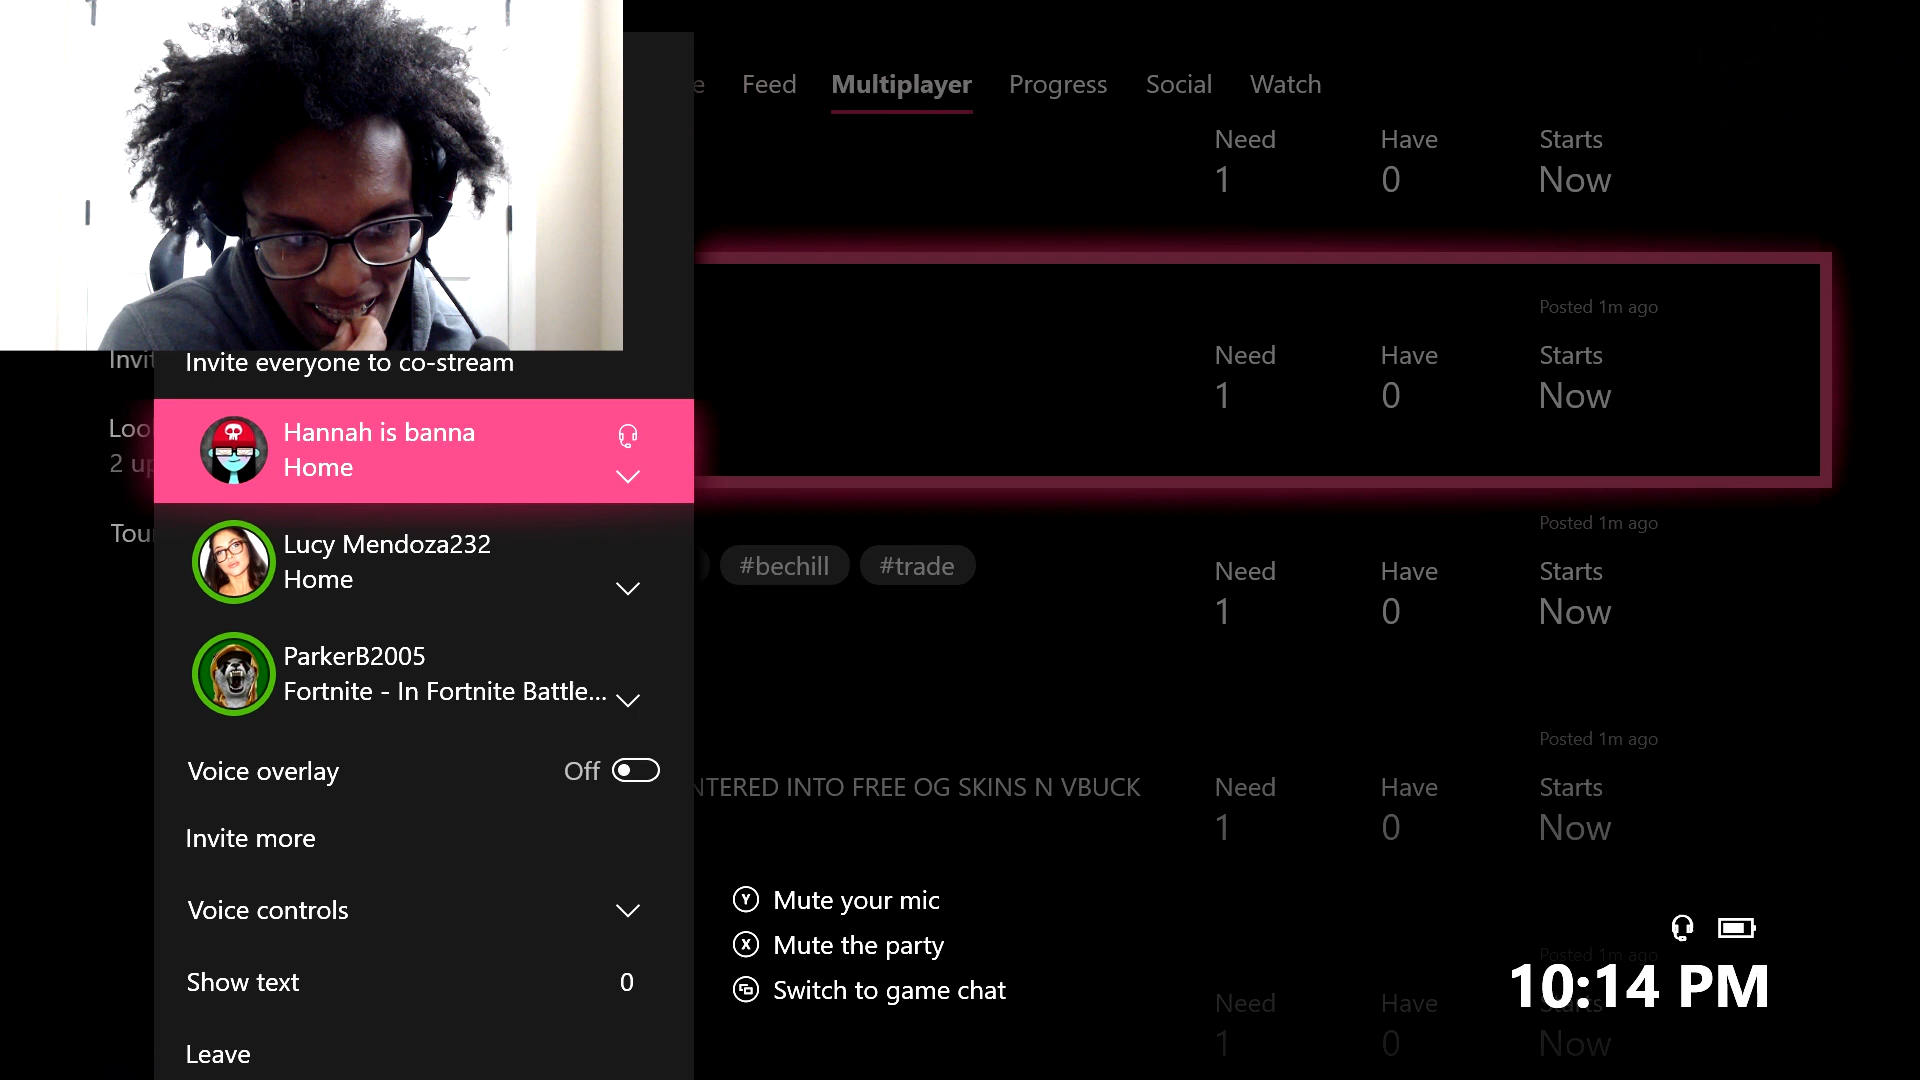 Feed Multiplayer Progress Social Watch
Need Have Starts
1 0 Now
Posted 1m ago
Need Have Starts
1 0 Now
Invite everyone to co-stream
Hannah is banna
Home
Lucy Mendoza232
Home
ParkerB2005
Fortnite - In Fortnite Battle...
Voice overlay Off
Invite more
Voice controls
Show text 0
Leave
Posted 1m ago
#bechill #trade
Need Have Starts
1 0 Now
Posted 1m ago
NTERED INTO FREE OG SKINS N VBUCK
Need Have Starts
1 0 Now
Y Mute your mic
X Mute the party
Switch to game chat
Posted 1m ago
10:14 PM
Need Have Starts
1 0 Now